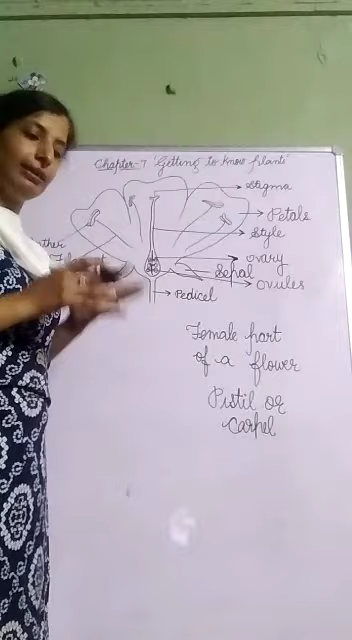 Chapter-7 'Getting to know plants'
Stigma
Petals
Style
ovary
Sepal
ovules
Pedicel
Female part
of a flower
Pistil or
Carpel